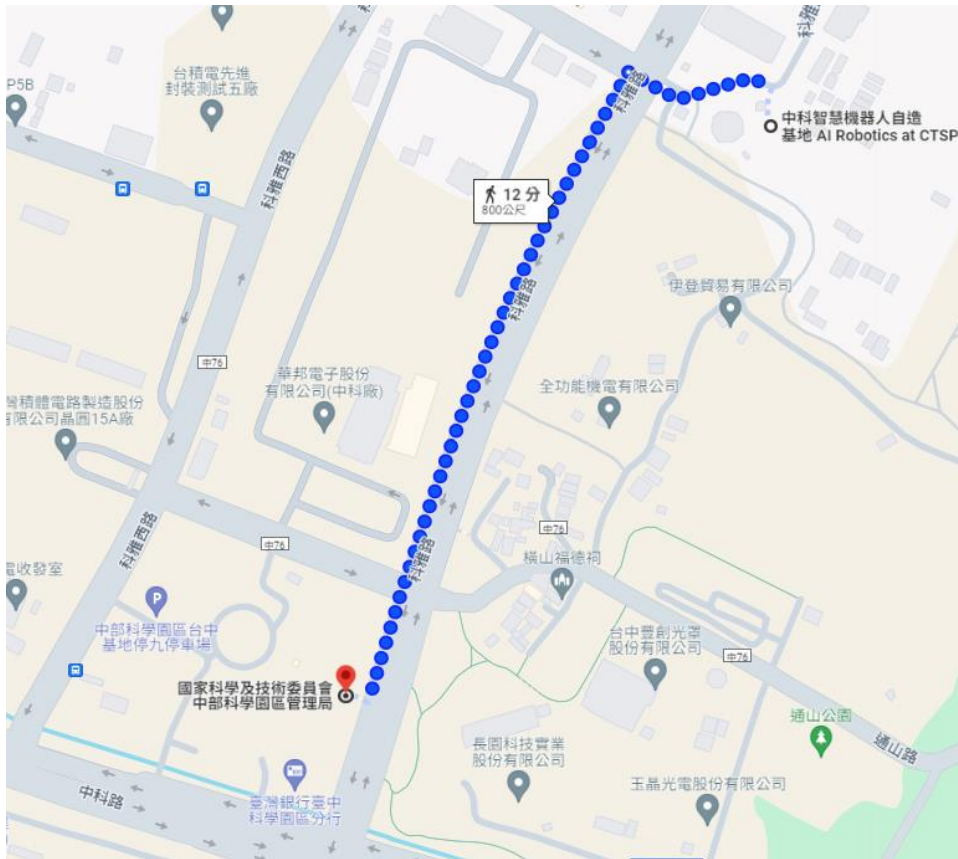 台積電先進
封裝測試五廠
P5B
科雅路
中科智慧機器人自造
基地 AI Robotics at CTSP
科雅路
科雅西路
12 分
800公尺
伊登貿易有限公司
科雅路
中76
華邦電子股份
有限公司(中科廠)
全功能機電有限公司
灣積體電路製造股份
有限公司晶圓15A廠
科雅西路
中76
中76
科雅路
橫山福德祠
電收發室
P
中部科學園區台中
基地停九停車場
台中豐創光罩
股份有限公司
中76
國家科學及技術委員會
中部科學園區管理局
通山公園
通山路
長園科技實業
股份有限公司
玉晶光電股份有限公司
中科路
臺灣銀行臺中
科學園區分行